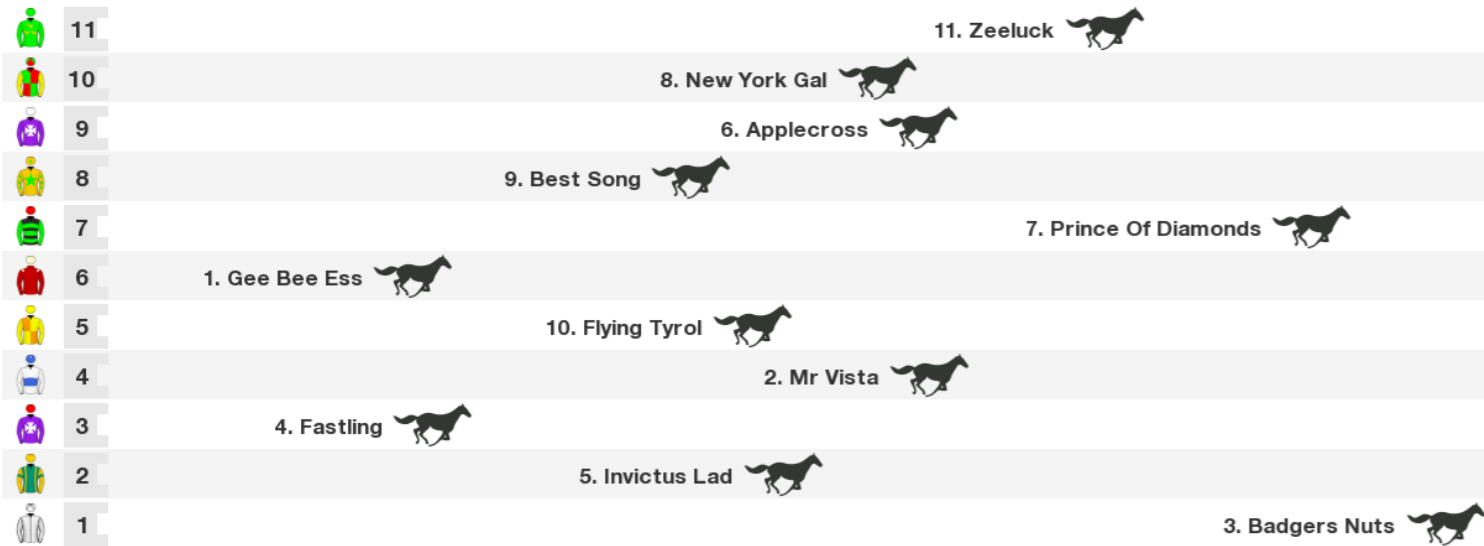 11 11. Zeeluck
10 8. New York Gal
9 6. Applecross
8 9. Best Song
7 7. Prince Of Diamonds
6 1. Gee Bee Ess
5 10. Flying Tyrol
4 2. Mr Vista
3 4. Fastling
2 5. Invictus Lad
1 3. Badgers Nuts